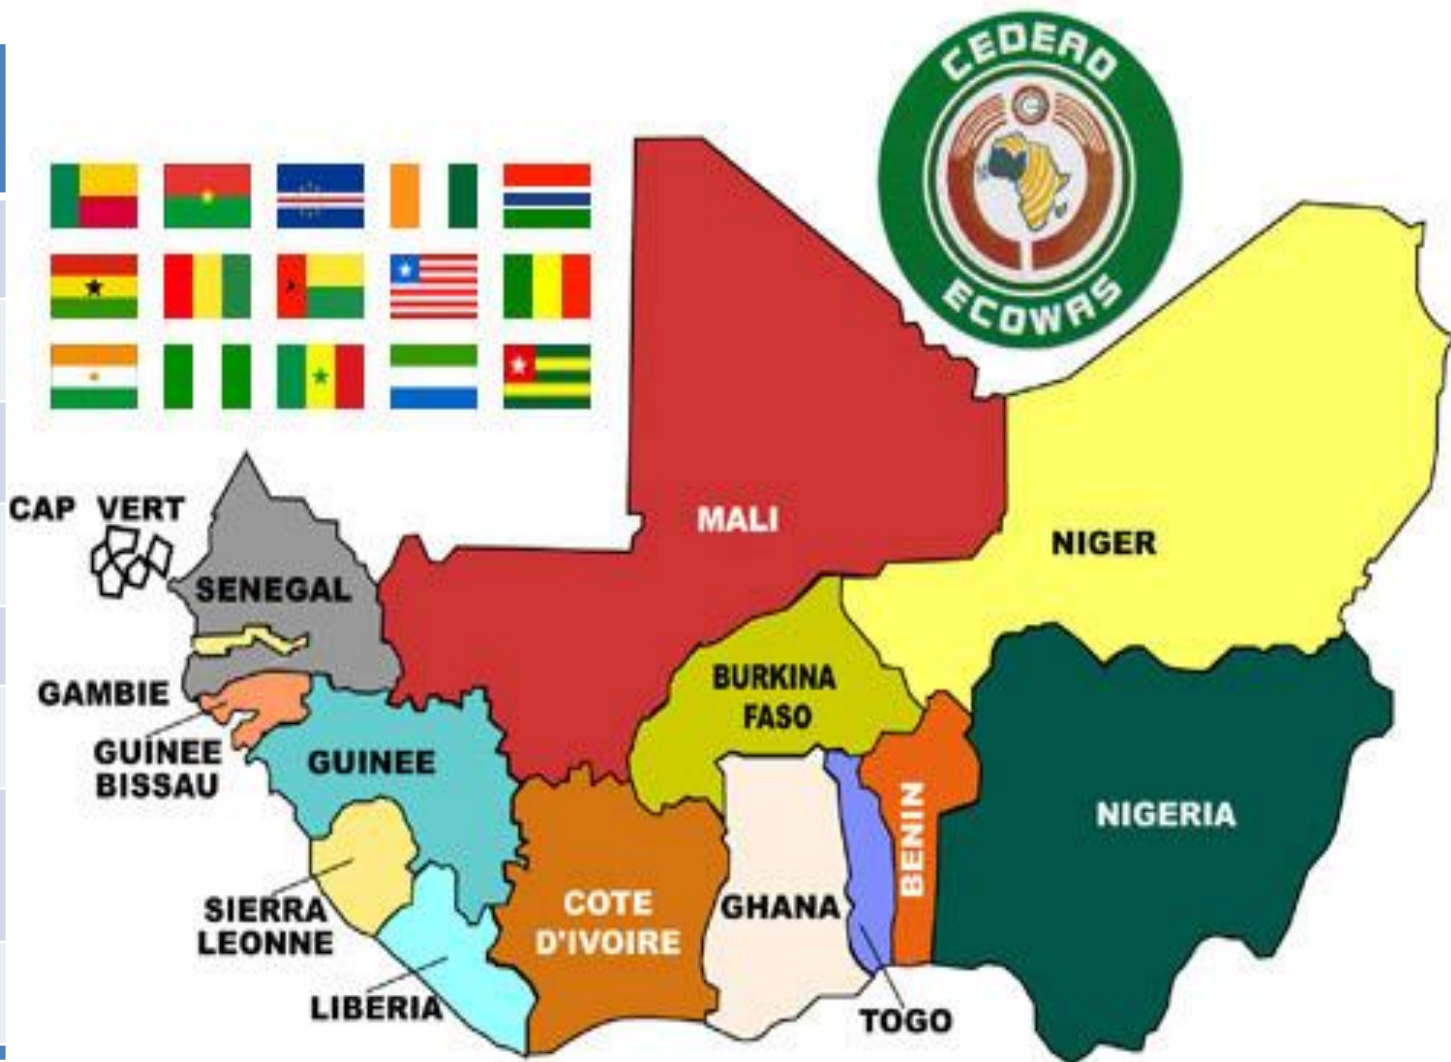 CEDEAO
ECOWAS
MALI
CAP VERT
NIGER
SENEGAL
BURKINA
FASO
GAMBIE
GUINEE
BISSAU
GUINEE
NIGERIA
BENIN
SIERRA
LEONNE
COTE
D'IVOIRE
GHANA
LIBERIA
TOGO